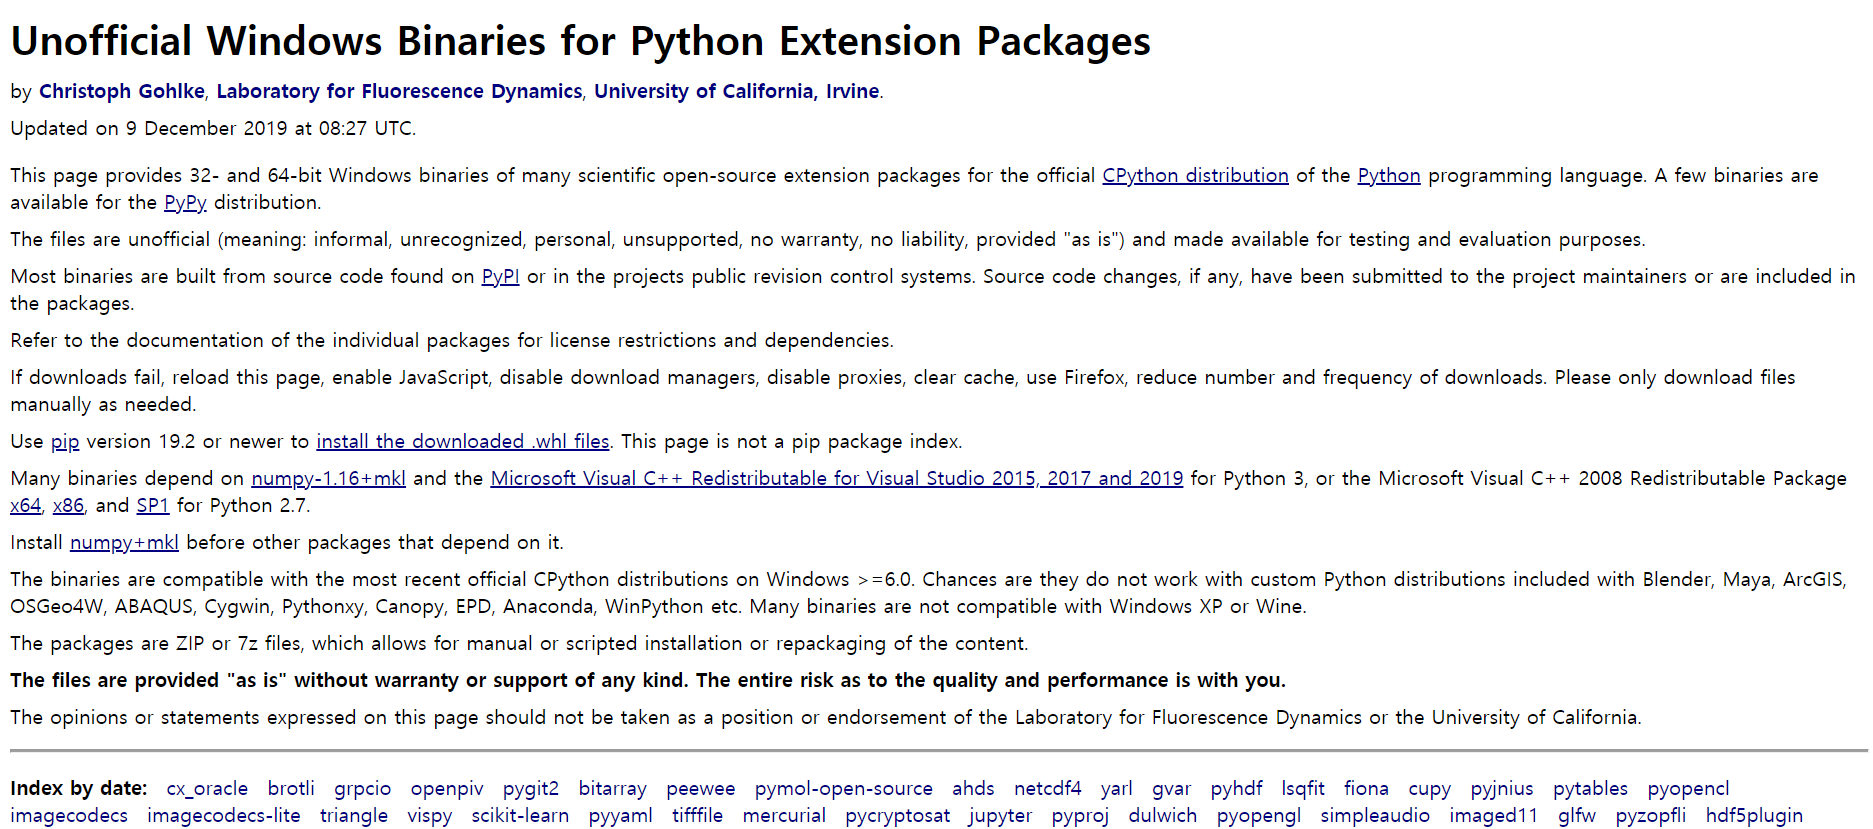 Unofficial Windows Binaries for Python Extension Packages
by Christoph Gohlke, Laboratory for Fluorescence Dynamics, University of California, Irvine.
Updated on 9 December 2019 at 08:27 UTC.
This page provides 32- and 64-bit Windows binaries of many scientific open-source extension packages for the official CPython distribution of the Python programming language. A few binaries are
available for the PyPy distribution.
The files are unofficial (meaning: informal, unrecognized, personal, unsupported, no warranty, no liability, provided "as is") and made available for testing and evaluation purposes.
Most binaries are built from source code found on PyPI or in the projects public revision control systems. Source code changes, if any, have been submitted to the project maintainers or are included in
the packages.
Refer to the documentation of the individual packages for license restrictions and dependencies.
If downloads fail, reload this page, enable JavaScript, disable download managers, disable proxies, clear cache, use Firefox, reduce number and frequency of downloads. Please only download files
manually as needed.
Use pip version 19.2 or newer to install the downloaded .whl files. This page is not a pip package index.
Many binaries depend on numpy-1.16+mkl and the Microsoft Visual C++ Redistributable for Visual Studio 2015, 2017 and 2019 for Python 3, or the Microsoft Visual C++ 2008 Redistributable Package
x64, x86, and SP1 for Python 2.7.
Install numpy+mkl before other packages that depend on it.
The binaries are compatible with the most recent official CPython distributions on Windows >=6.0. Chances are they do not work with custom Python distributions included with Blender, Maya, ArcGIS,
OSGeo4W, ABAQUS, Cygwin, Pythonxy, Canopy, EPD, Anaconda, WinPython etc. Many binaries are not compatible with Windows XP or Wine.
The packages are ZIP or 7z files, which allows for manual or scripted installation or repackaging of the content.
The files are provided "as is" without warranty or support of any kind. The entire risk as to the quality and performance is with you.
The opinions or statements expressed on this page should not be taken as a position or endorsement of the Laboratory for Fluorescence Dynamics or the University of California.
Index by date: cx_oracle brotli grpcio openpiv pygit2 bitarray peewee pymol-open-source ahds netcdf4 yarl gvar pyhdf lsqfit fiona cupy pyjnius pytables pyopencl
imagecodecs imagecodecs-lite triangle vispy scikit-learn pyyaml tifffile mercurial pycryptosat jupyter pyproj dulwich pyopengl simpleaudio imaged11 glfw pyzopfli hdf5plugin